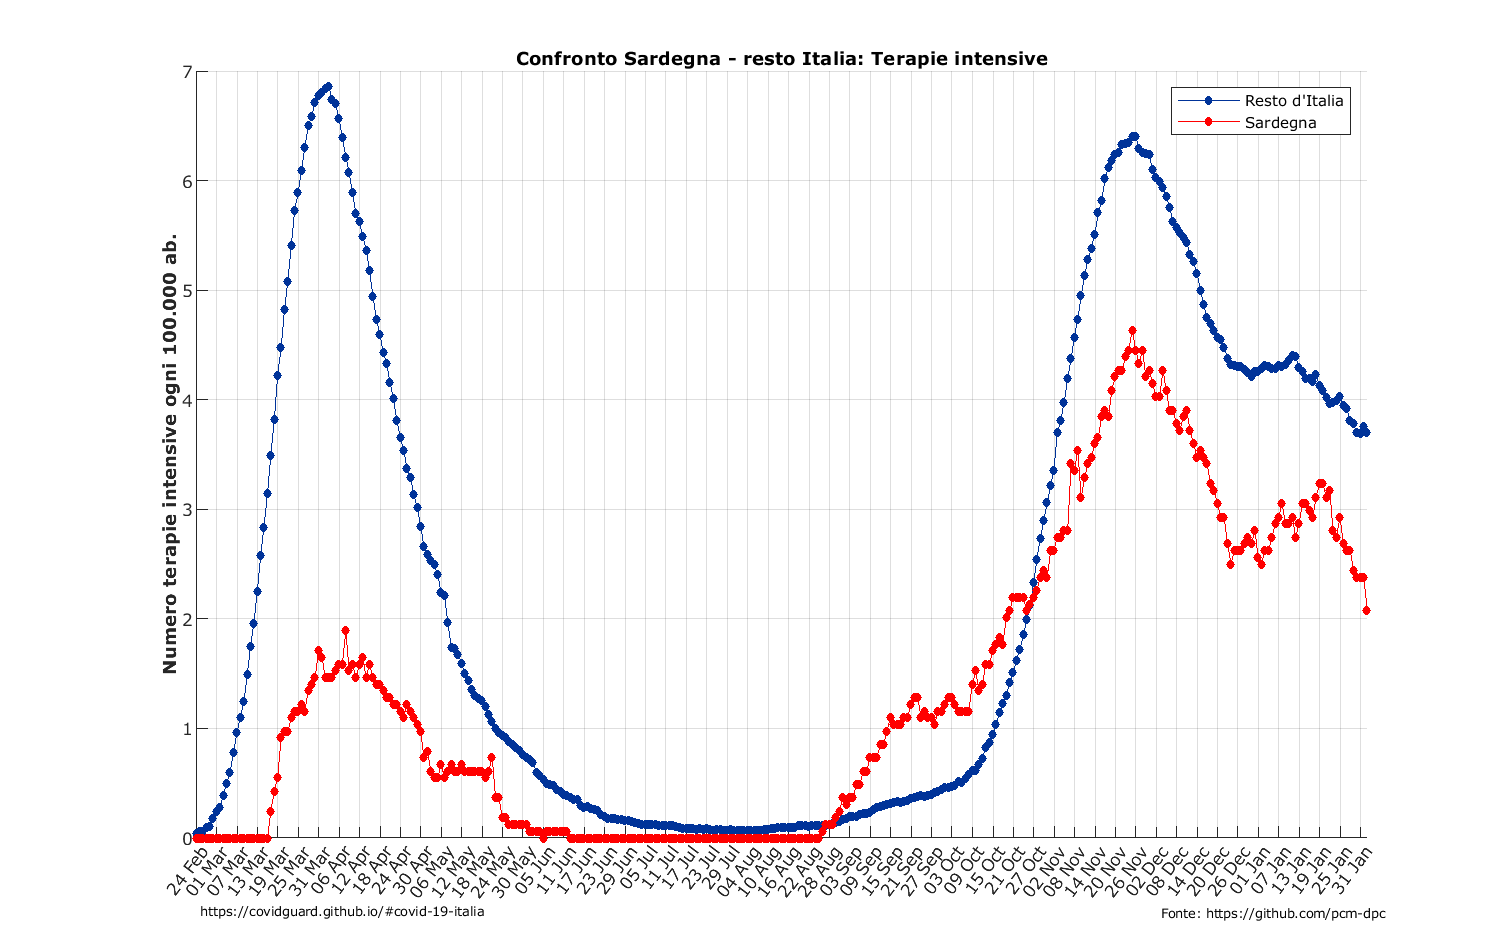 Confronto Sardegna - resto Italia: Terapie intensive
Resto d'Italia
Sardegna
Numero terapie intensive ogni 100.000 ab.
7
6
5
4
3
2
1
0
24 Feb
01 Mar
07 Mar
13 Mar
19 Mar
25 Mar
31 Mar
06 Apr
12 Apr
18 Apr
24 Apr
30 Apr
06 May
12 May
18 May
24 May
30 May
05 Jun
11 Jun
17 Jun
23 Jun
29 Jun
05 Jul
11 Jul
17 Jul
23 Jul
29 Jul
04 Aug
10 Aug
16 Aug
22 Aug
28 Aug
03 Sep
09 Sep
15 Sep
21 Sep
27 Sep
03 Oct
09 Oct
15 Oct
21 Oct
27 Oct
02 Nov
08 Nov
14 Nov
20 Nov
26 Nov
02 Dec
08 Dec
14 Dec
20 Dec
26 Dec
01 Jan
07 Jan
13 Jan
19 Jan
25 Jan
31 Jan
https://covidguard.github.io/#covid-19-italia
Fonte: https://github.com/pcm-dpc